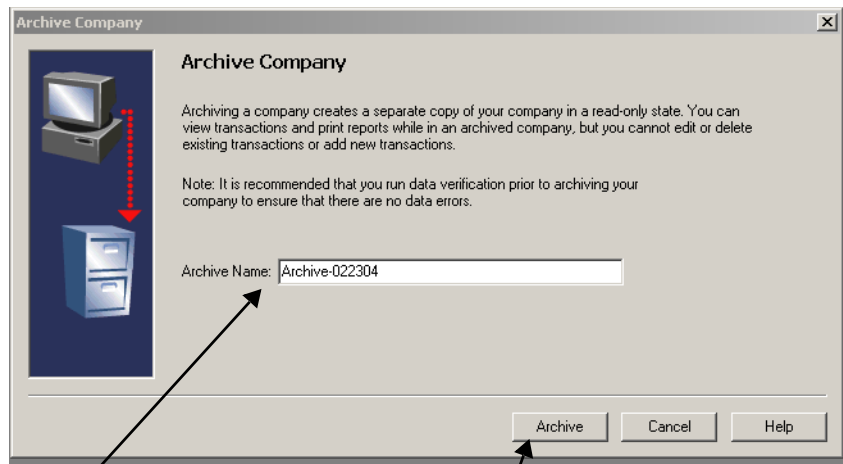 Archive Company
Archive Company
Archiving a company creates a separate copy of your company in a read-only state. You can
view transactions and print reports while in an archived company, but you cannot edit or delete
existing transactions or add new transactions.
Note: It is recommended that you run data verification prior to archiving your
company to ensure that there are no data errors.
Archive Name: Archive-022304
Archive Cancel Help